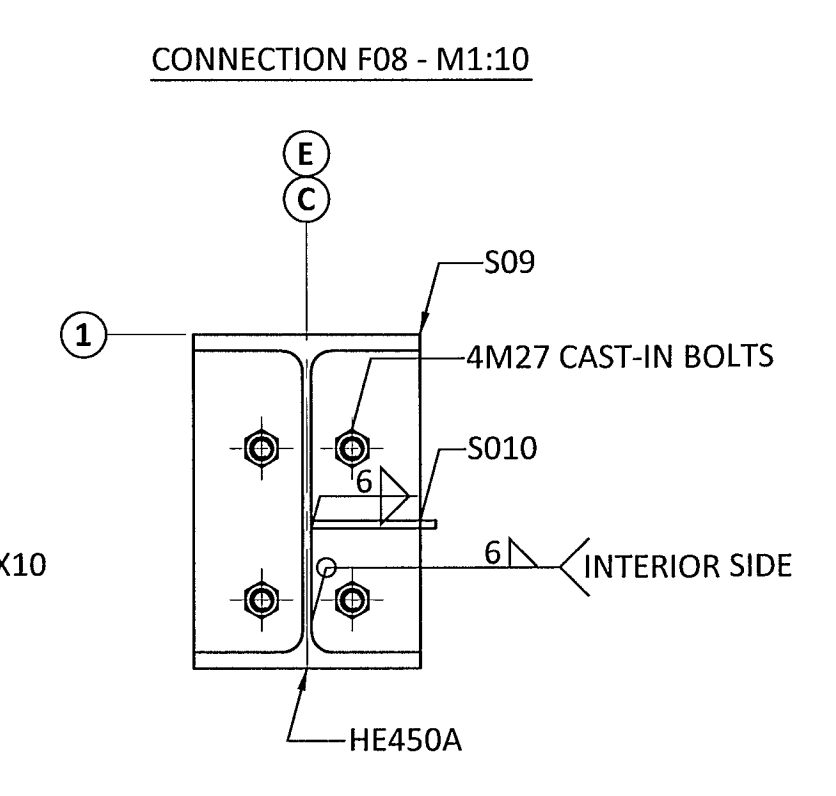 CONNECTION F08 - M1:10
E
C
S09
1
4M27 CAST-IN BOLTS
S010
6
6
INTERIOR SIDE
X10
HE450A